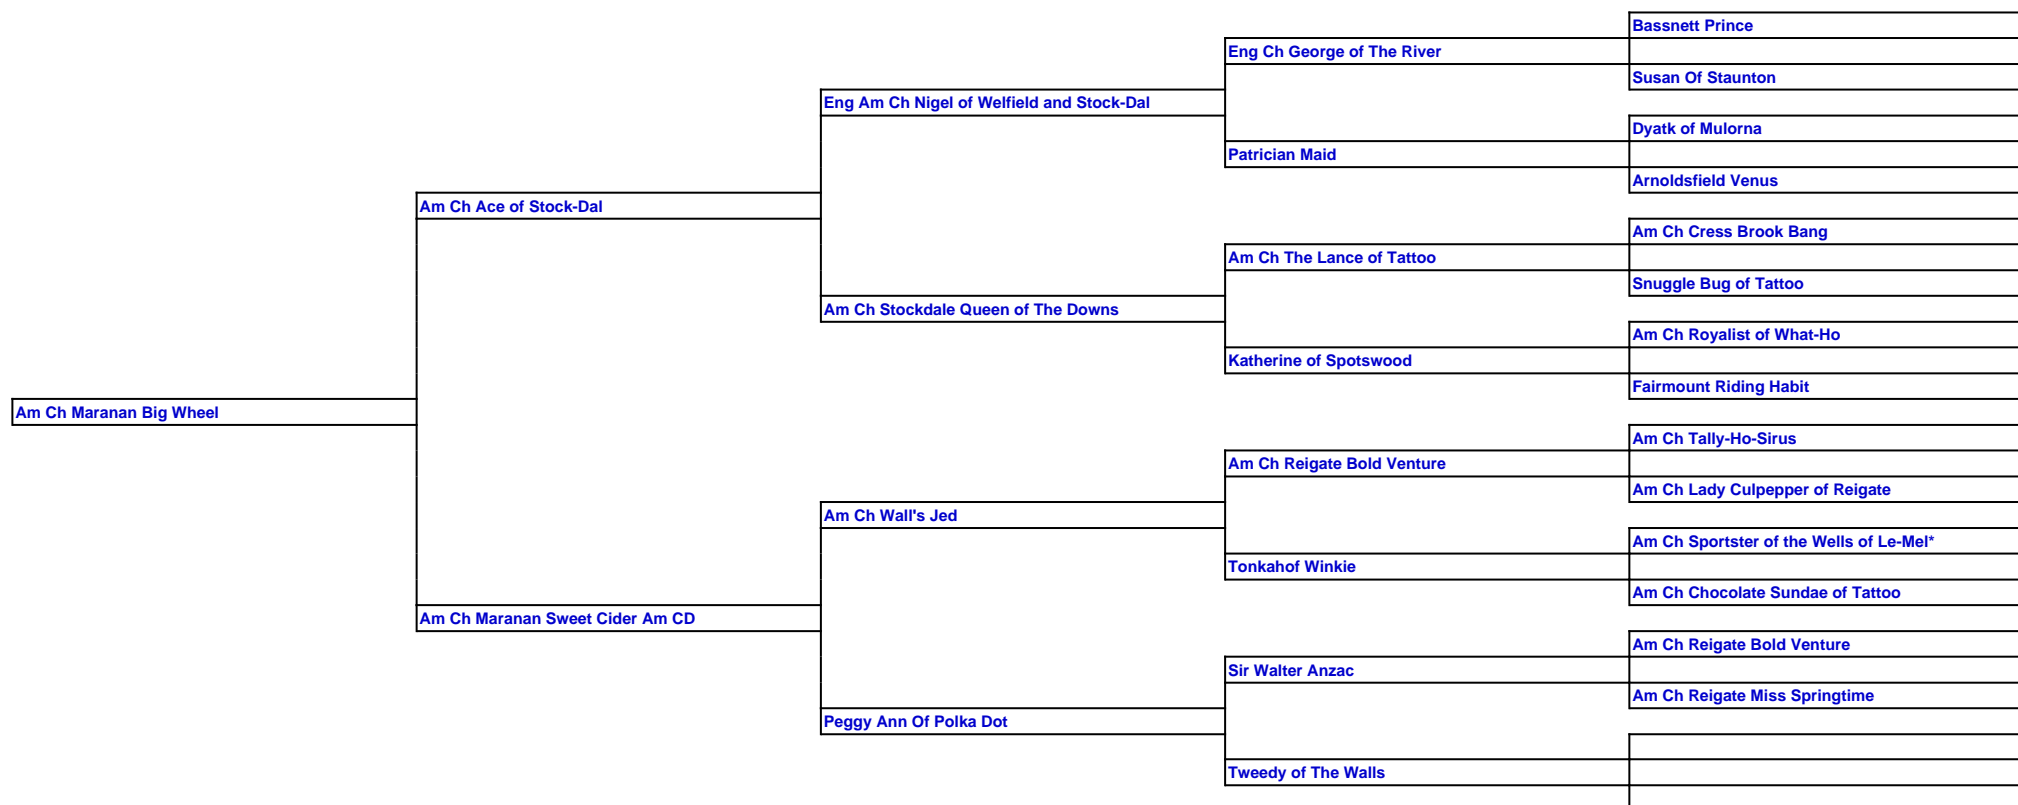 Bassnett Prince
Eng Ch George of The River
Susan Of Staunton
Eng Am Ch Nigel of Welfield and Stock-Dal
Dyatk of Mulorna
Patrician Maid
Arnoldsfield Venus
Am Ch Ace of Stock-Dal
Am Ch Cress Brook Bang
Am Ch The Lance of Tattoo
Snuggle Bug of Tattoo
Am Ch Stockdale Queen of The Downs
Am Ch Royalist of What-Ho
Katherine of Spotswood
Fairmount Riding Habit
Am Ch Maranan Big Wheel
Am Ch Tally-Ho-Sirus
Am Ch Reigate Bold Venture
Am Ch Lady Culpepper of Reigate
Am Ch Wall's Jed
Am Ch Sportster of the Wells of Le-Mel*
Tonkahof Winkie
Am Ch Chocolate Sundae of Tattoo
Am Ch Maranan Sweet Cider Am CD
Am Ch Reigate Bold Venture
Sir Walter Anzac
Am Ch Reigate Miss Springtime
Peggy Ann Of Polka Dot
Tweedy of The Walls